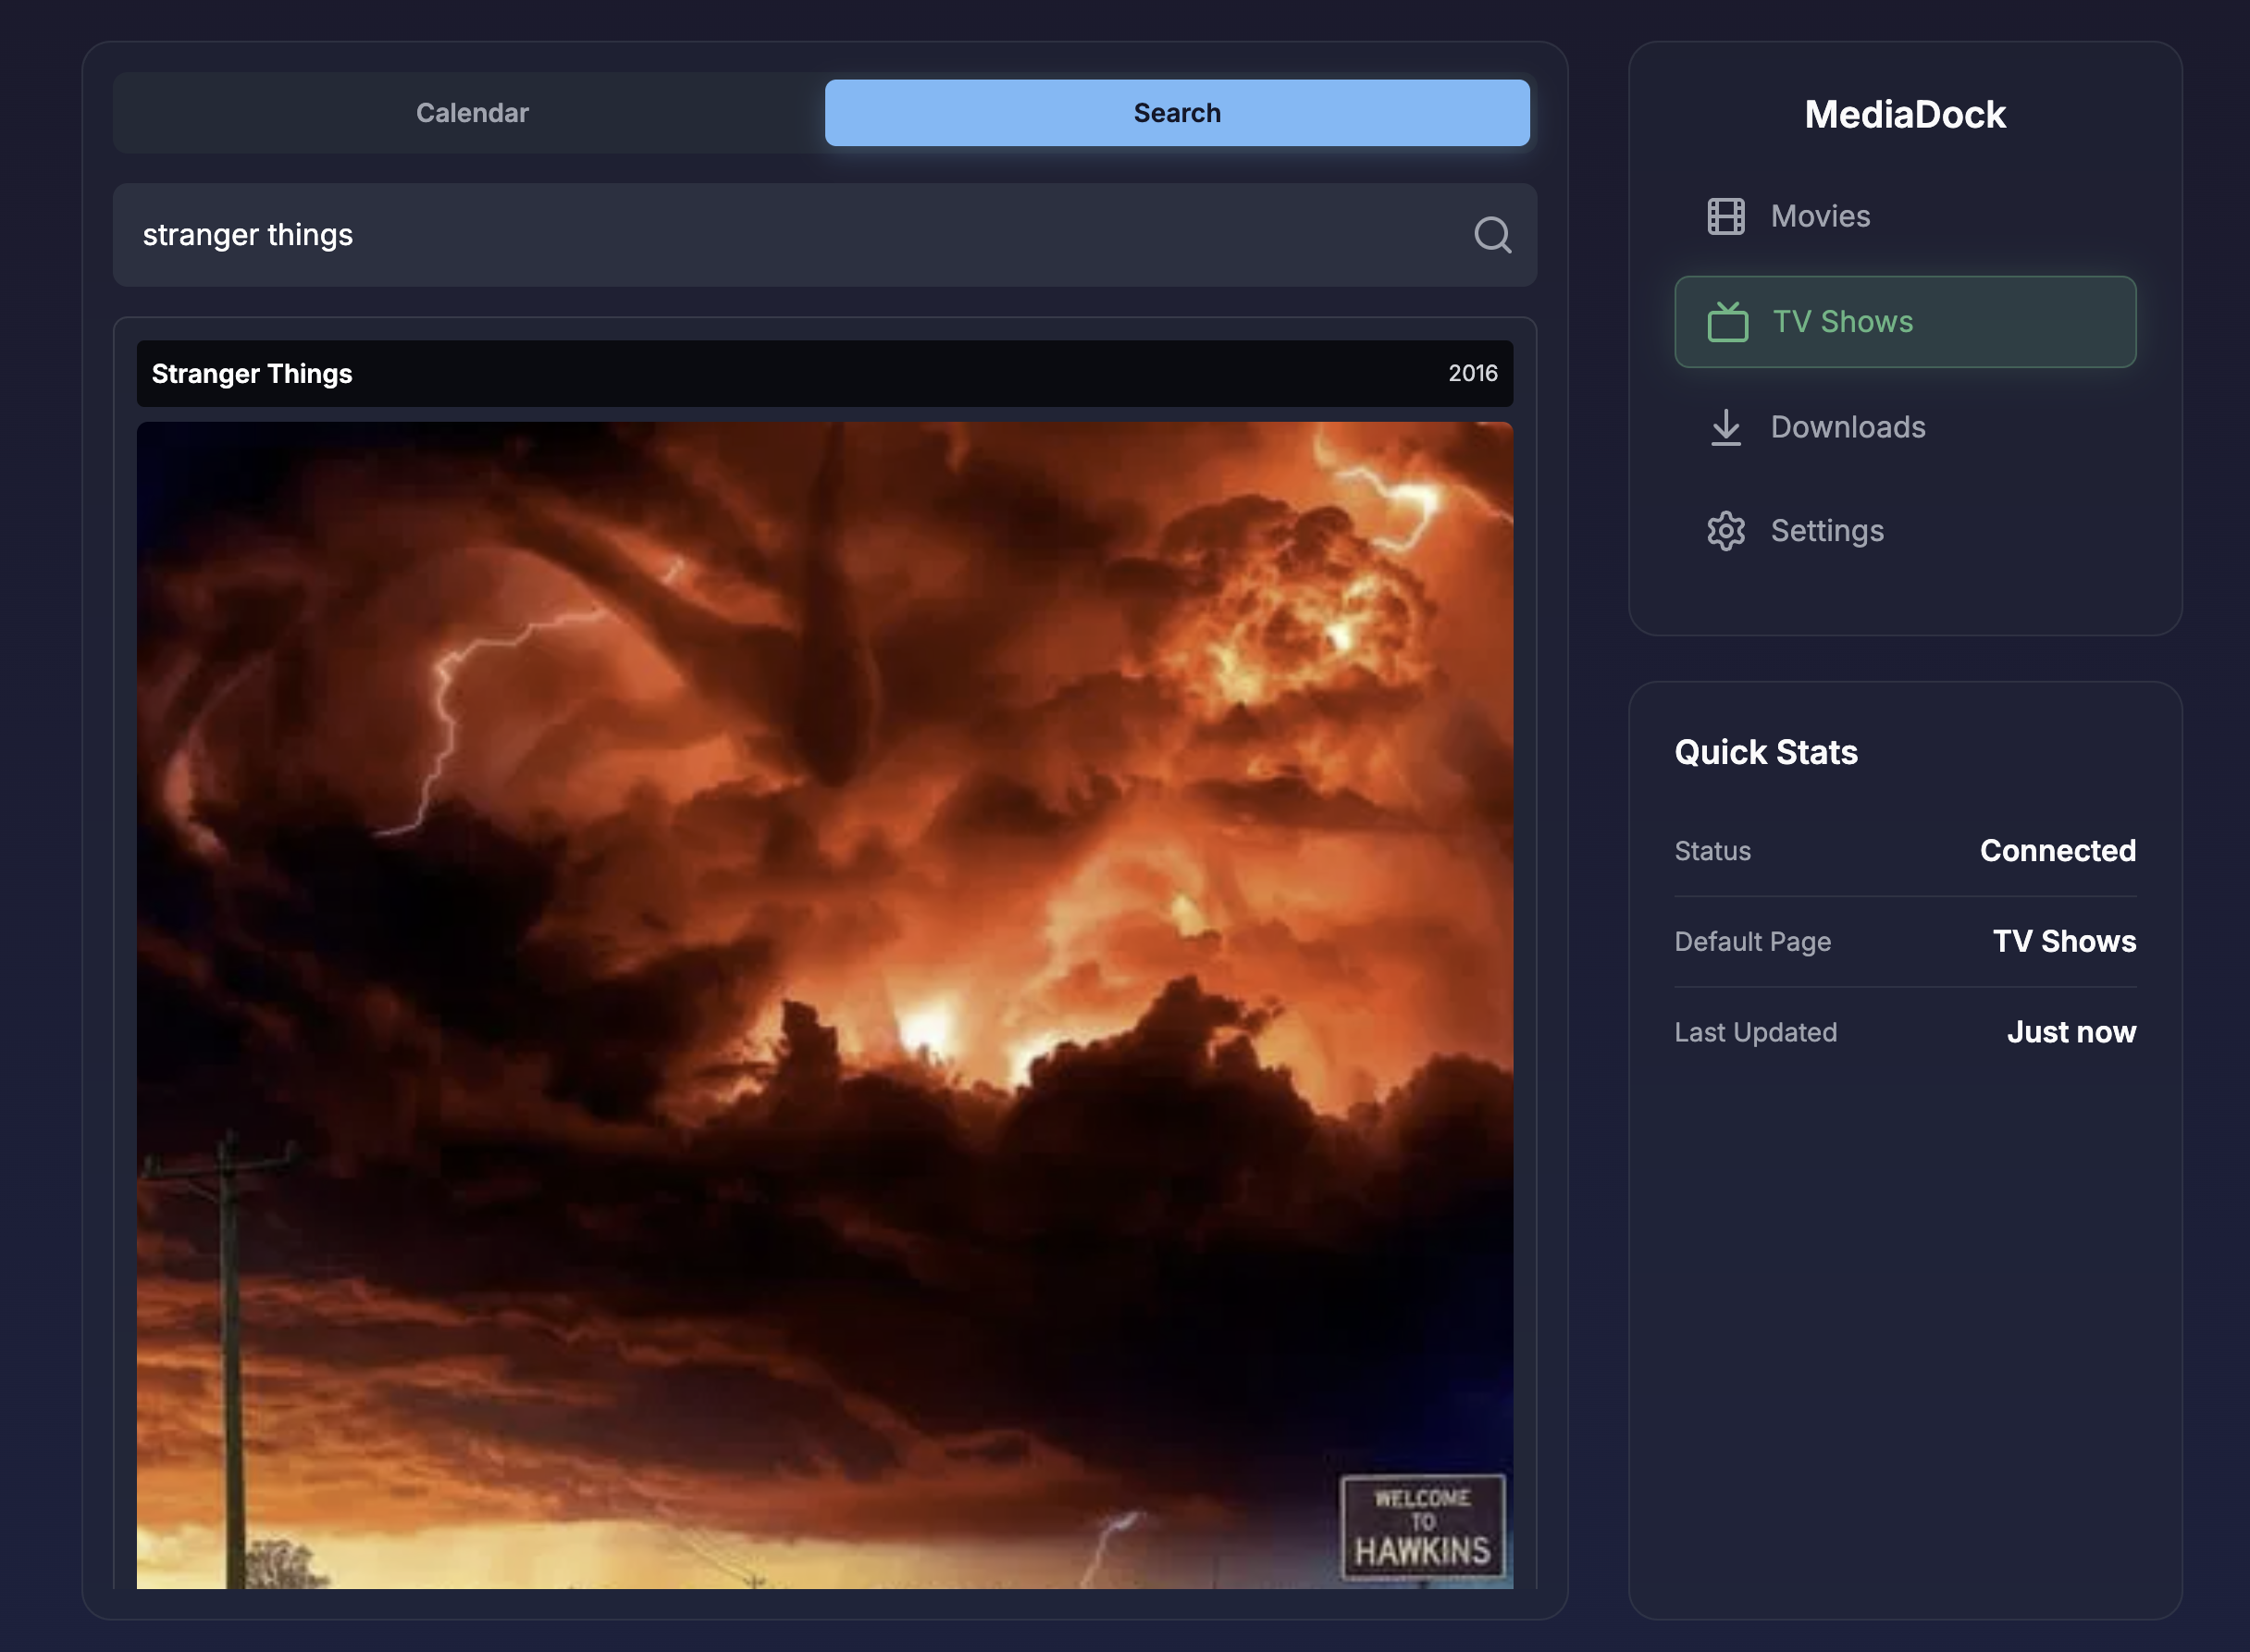 Calendar
Search
stranger things
Stranger Things
2016
WELCOME
TO
HAWKINS
MediaDock
Movies
TV Shows
Downloads
Settings
Quick Stats
Status
Connected
Default Page
TV Shows
Last Updated
Just now